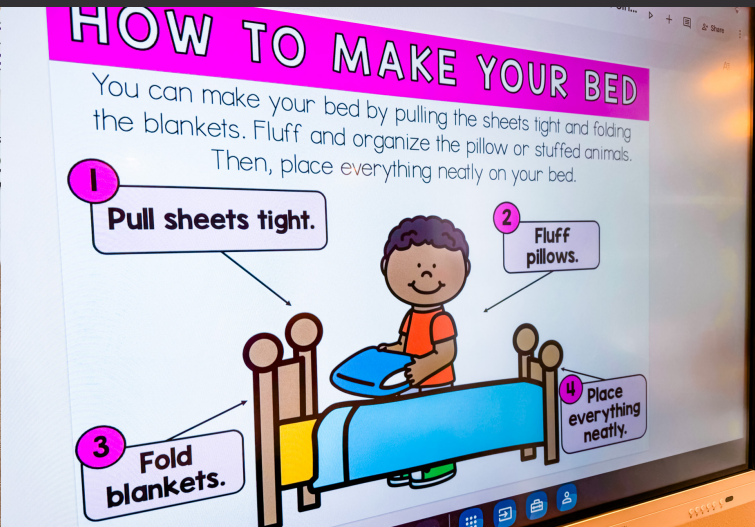 HOW TO MAKE YOUR BED
You can make your bed by pulling the sheets tight and folding
the blankets. Fluff and organize the pillow or stuffed animals.
Then, place everything neatly on your bed.
1
Pull sheets tight.
2
Fluff
pillows.
3
Fold
blankets.
4
Place
everything
neatly.
Share